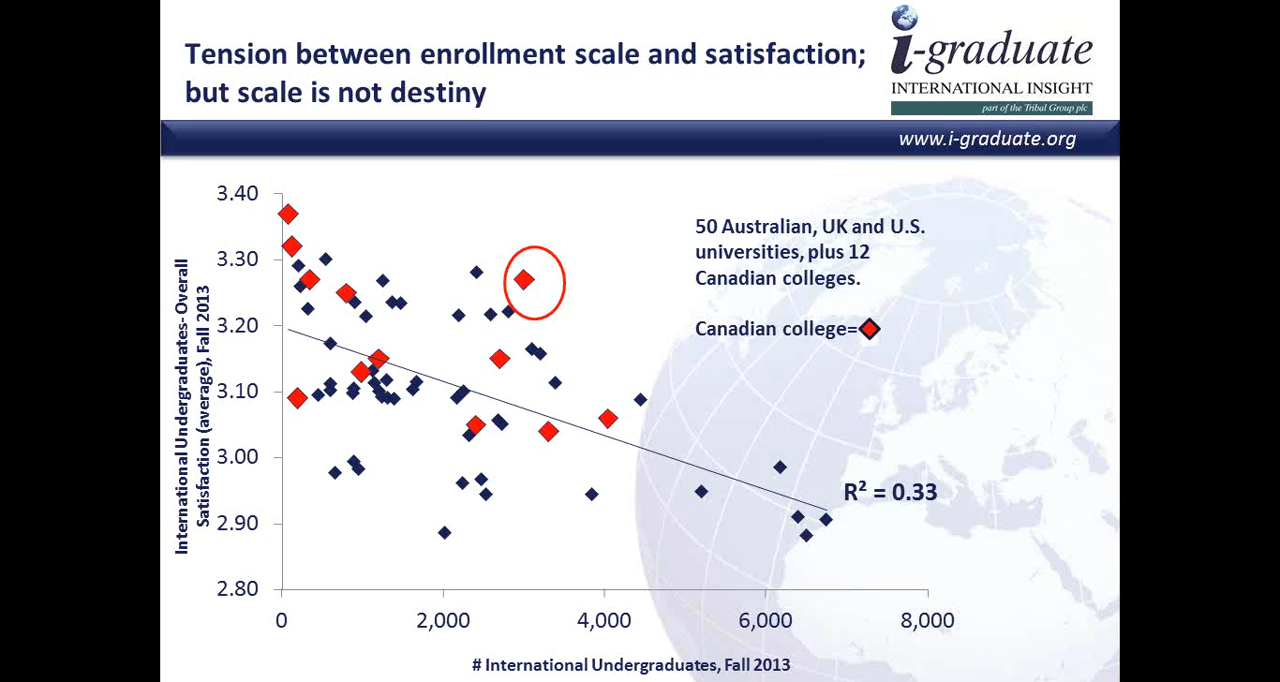 Tension between enrollment scale and satisfaction;
but scale is not destiny
i-graduate
INTERNATIONAL INSIGHT
part of the Tribal Group plc
www.i-graduate.org
International Undergraduates- Overall
Satisfaction (average), Fall 2013
3.40
3.30
3.20
3.10
3.00
2.90
2.80
50 Australian, UK and U.S.
universities, plus 12
Canadian colleges.
Canadian college=
R² = 0.33
0
2,000
4,000
6,000
8,000
# International Undergraduates, Fall 2013